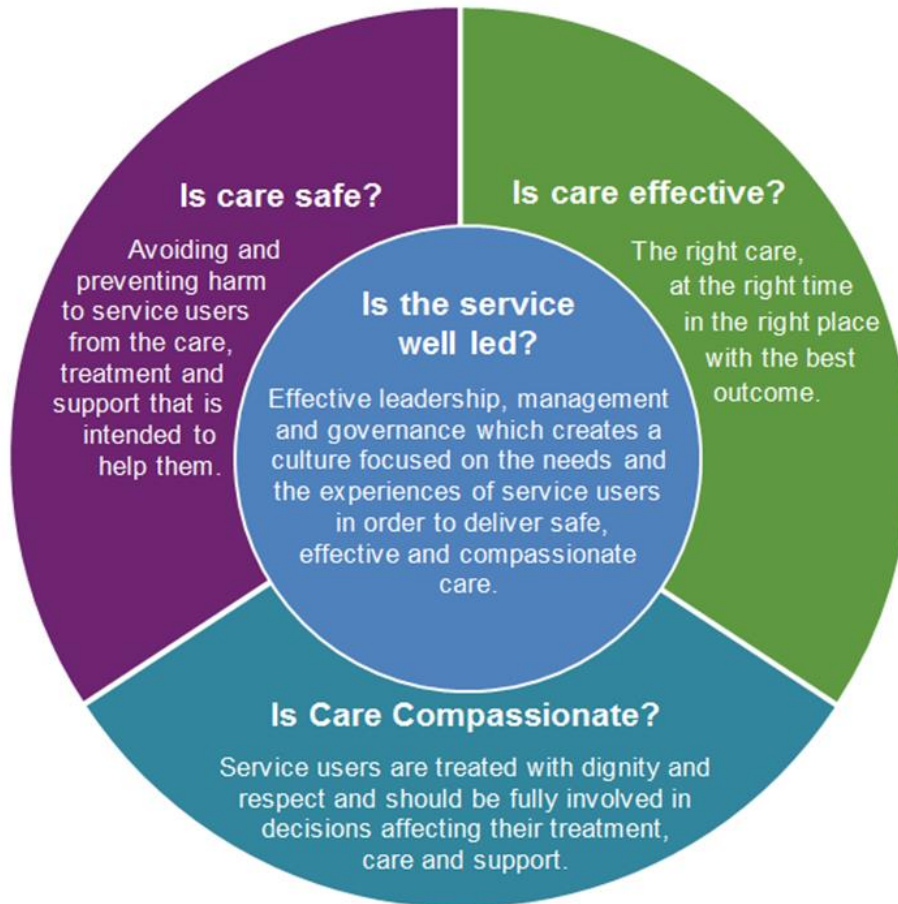 Is care safe?
Avoiding and
preventing harm
to service users
from the care,
treatment and
support that is
intended to
help them.
Is care effective?
The right care,
at the right time
in the right place
with the best
outcome.
Is the service
well led?
Effective leadership, management
and governance which creates a
culture focused on the needs and
the experiences of service users
in order to deliver safe,
effective and compassionate
care.
Is Care Compassionate?
Service users are treated with dignity and
respect and should be fully involved in
decisions affecting their treatment,
care and support.